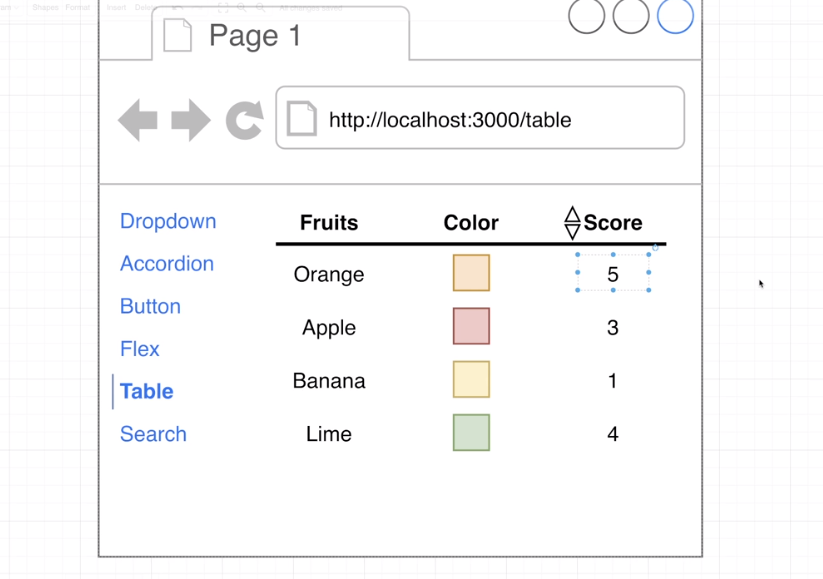 Page 1
http://localhost:3000/table
Dropdown
Accordion
Button
Flex
Table
Search
Fruits Color Score
Orange 5
Apple 3
Banana 1
Lime 4